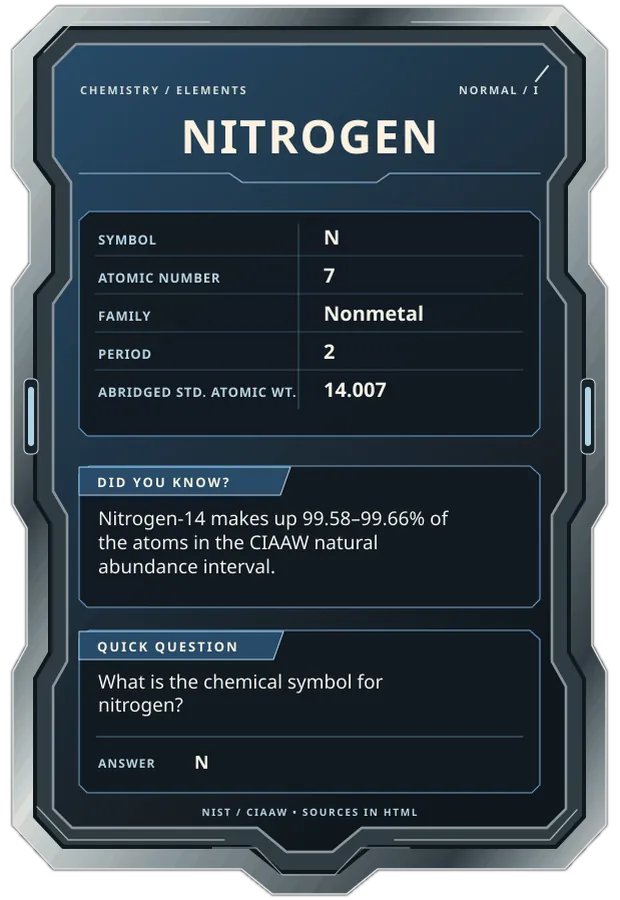 CHEMISTRY / ELEMENTS
NORMAL / I
NITROGEN
SYMBOL N
ATOMIC NUMBER 7
FAMILY Nonmetal
PERIOD 2
ABRIDGED STD. ATOMIC WT. 14.007
DID YOU KNOW?
Nitrogen-14 makes up 99.58–99.66% of
the atoms in the CIAAW natural
abundance interval.
QUICK QUESTION
What is the chemical symbol for
nitrogen?
ANSWER N
NIST / CIAAW • SOURCES IN HTML